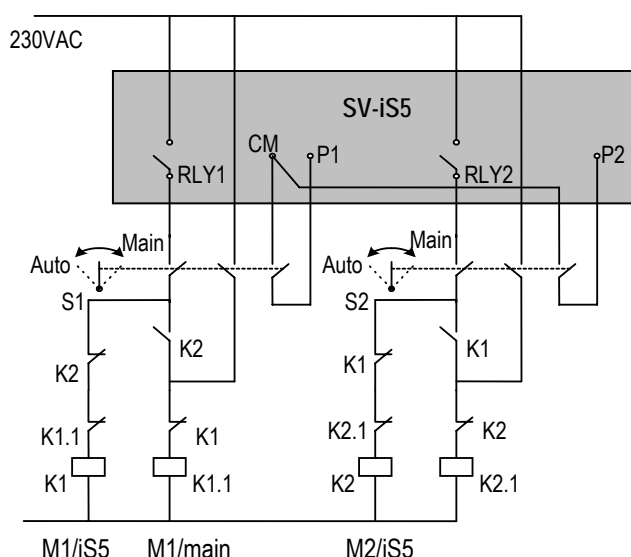 230VAC
SV-iS5
CM
P1
P2
RLY1
RLY2
Main
Main
Auto
Auto
S1
S2
K2
K1
K2
K1
K1.1
K1
K2.1
K2
K1
K1.1
K2
K2.1
M1/iS5
M1/main
M2/iS5